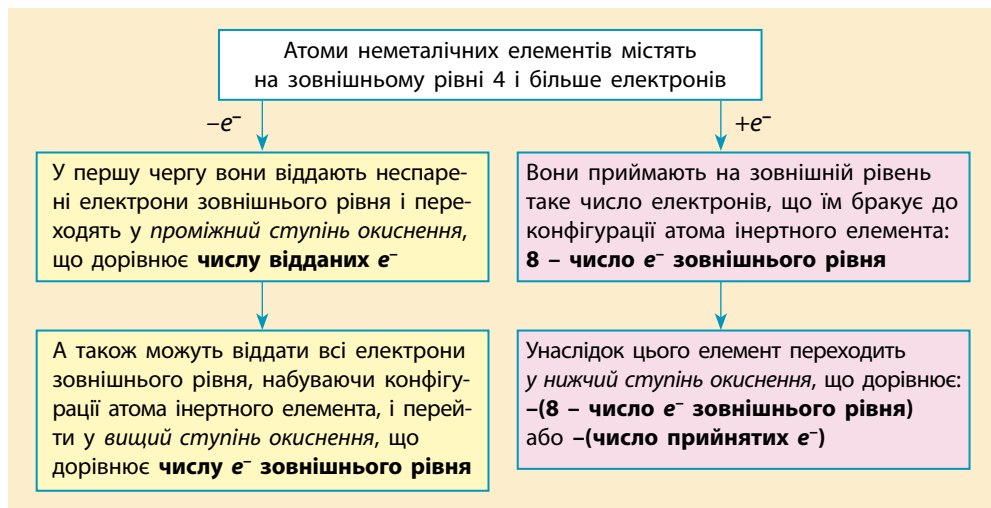 Атоми неметалічних елементів містять
на зовнішньому рівні 4 і більше електронів
–e⁻
+e⁻
У першу чергу вони віддають неспаре-
ні електрони зовнішнього рівня і пере-
ходять у проміжний ступінь окиснення,
що дорівнює числу відданих e⁻
Вони приймають на зовнішній рівень
таке число електронів, що їм бракує до
конфігурації атома інертного елемента:
8 – число e⁻ зовнішнього рівня
А також можуть віддати всі електрони
зовнішнього рівня, набуваючи конфігу-
рації атома інертного елемента, і перей-
ти у вищий ступінь окиснення, що
дорівнює числу e⁻ зовнішнього рівня
Унаслідок цього елемент переходить
у нижчий ступінь окиснення, що дорівнює:
–(8 – число e⁻ зовнішнього рівня)
або –(число прийнятих e⁻)